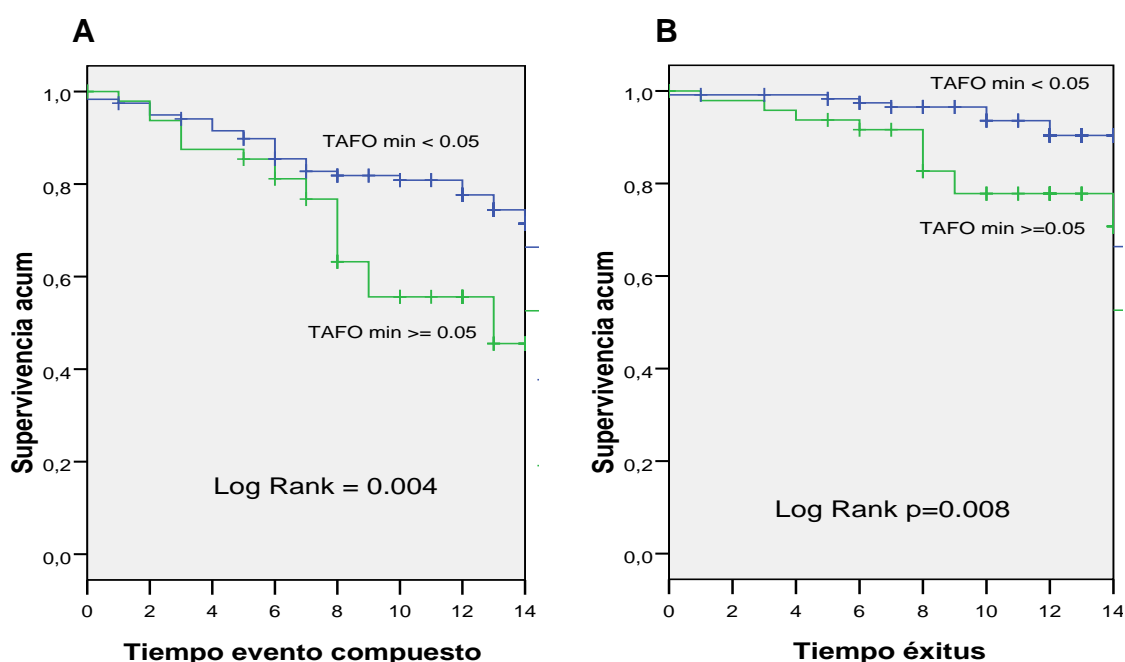 A
1,0
0,8
0,6
0,4
0,2
0,0
Supervivencia acum
TAFO min < 0.05
TAFO min >= 0.05
Log Rank = 0.004
0 2 4 6 8 10 12 14
Tiempo evento compuesto
B
1,0
0,8
0,6
0,4
0,2
0,0
Supervivencia acum
TAFO min < 0.05
TAFO min >=0.05
Log Rank p=0.008
0 2 4 6 8 10 12 14
Tiempo éxitus